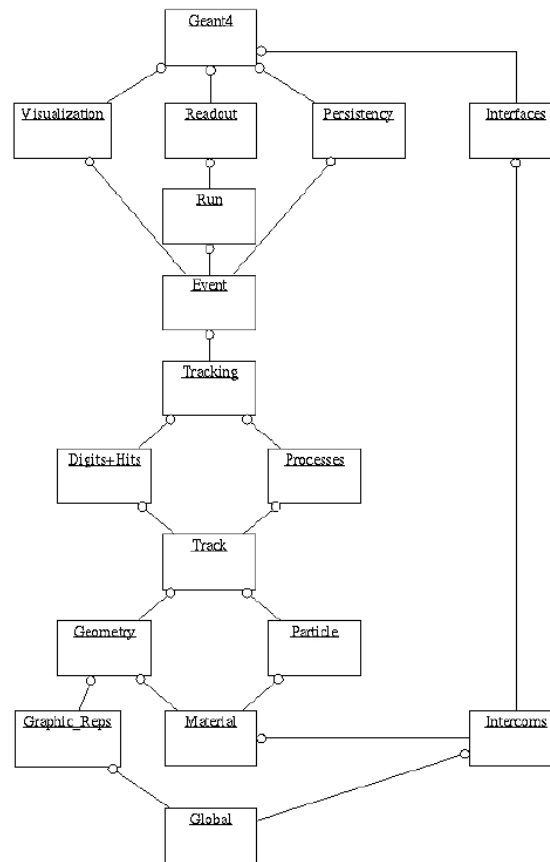 Geant4
Visualization
Readout
Persistency
Interfaces
Run
Event
Tracking
Digits+Hits
Processes
Track
Geometry
Particle
Graphic_Reps
Material
Intercoms
Global